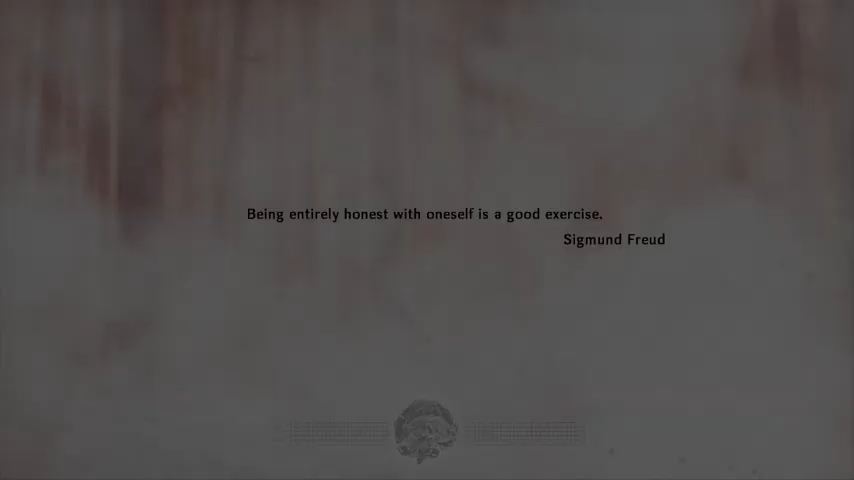 Being entirely honest with oneself is a good exercise.
Sigmund Freud